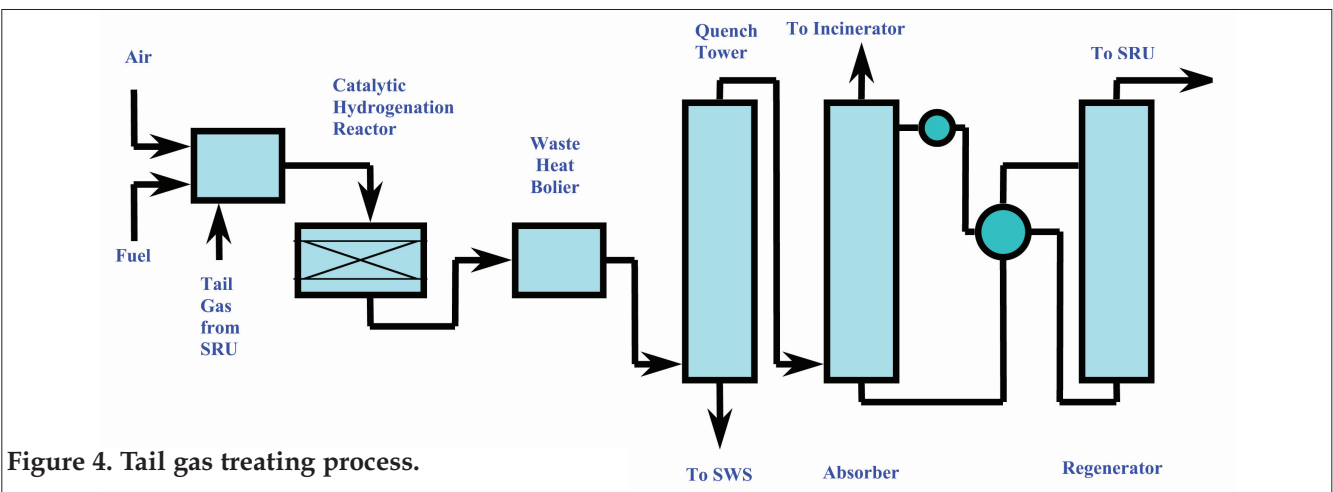 Air
Fuel
Tail
Gas
from
SRU
Catalytic
Hydrogenation
Reactor
Waste
Heat
Bolier
Quench
Tower
To SWS
To Incinerator
Absorber
To SRU
Regenerator
Figure 4. Tail gas treating process.